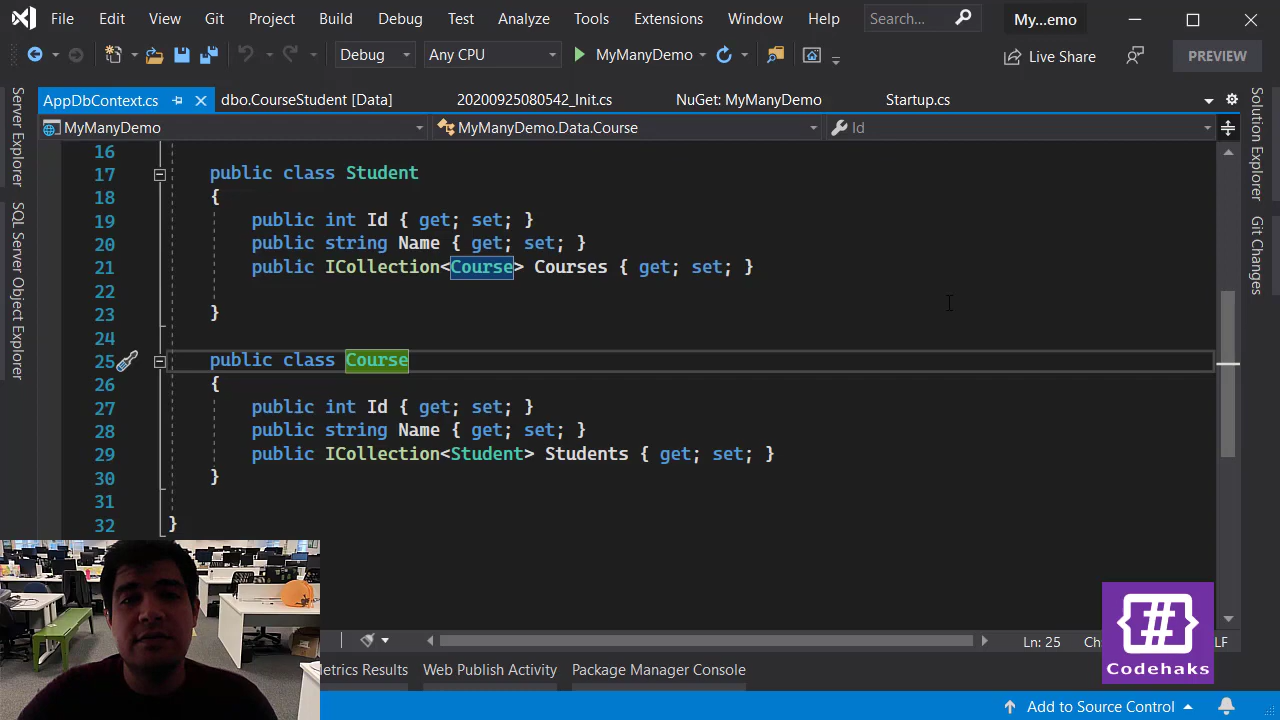 File Edit View Git Project Build Debug Test Analyze Tools Extensions Window Help Search... My...emo
Debug Any CPU MyManyDemo Live Share PREVIEW
AppDbContext.cs dbo.CourseStudent [Data] 20200925080542_Init.cs NuGet: MyManyDemo Startup.cs
MyManyDemo MyManyDemo.Data.Course Id
Server Explorer
SQL Server Object Explorer
Solution Explorer
Git Changes
16
17 public class Student
18 {
19 public int Id { get; set; }
20 public string Name { get; set; }
21 public ICollection<Course> Courses { get; set; }
22
23 }
24
25 public class Course
26 {
27 public int Id { get; set; }
28 public string Name { get; set; }
29 public ICollection<Student> Students { get; set; }
30 }
31
32 }
Ln: 25
#
Codehaks
etrics Results Web Publish Activity Package Manager Console
Add to Source Control